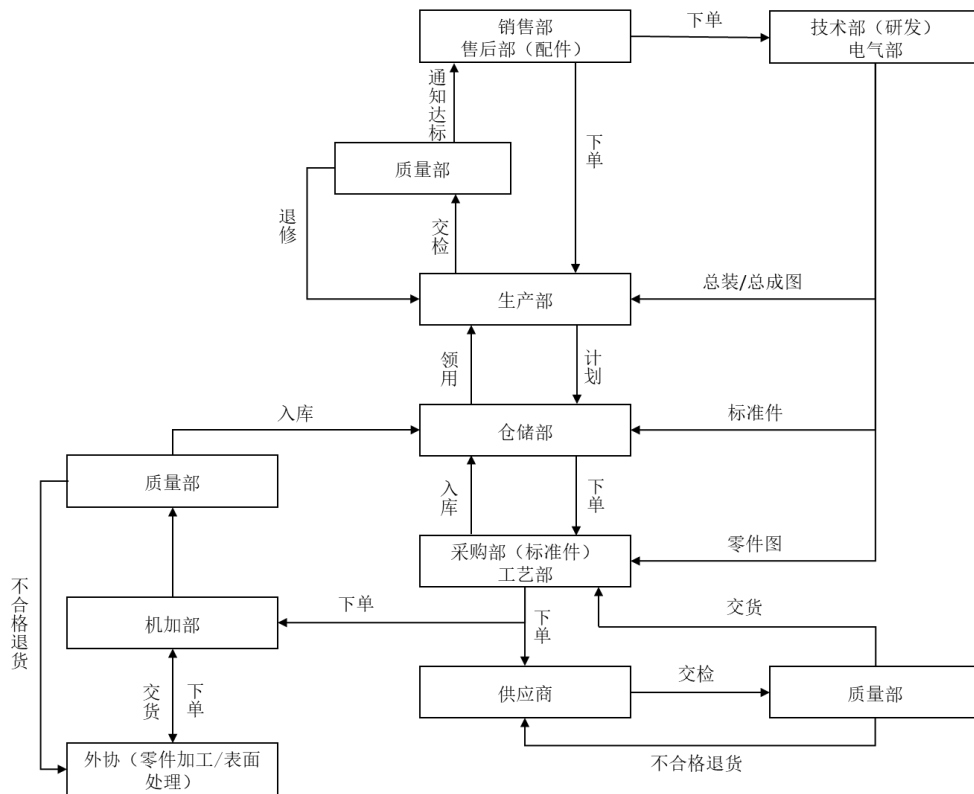 销售部
售后部（配件）
下单
技术部（研发）
电气部
通知达标
下单
质量部
退修
交检
生产部
总装/总成图
领用
计划
入库
仓储部
标准件
质量部
入库
下单
采购部（标准件）
工艺部
零件图
不合格退货
机加部
下单
下单
交货
供应商
交检
质量部
交货
下单
外协（零件加工/表面
处理）
不合格退货